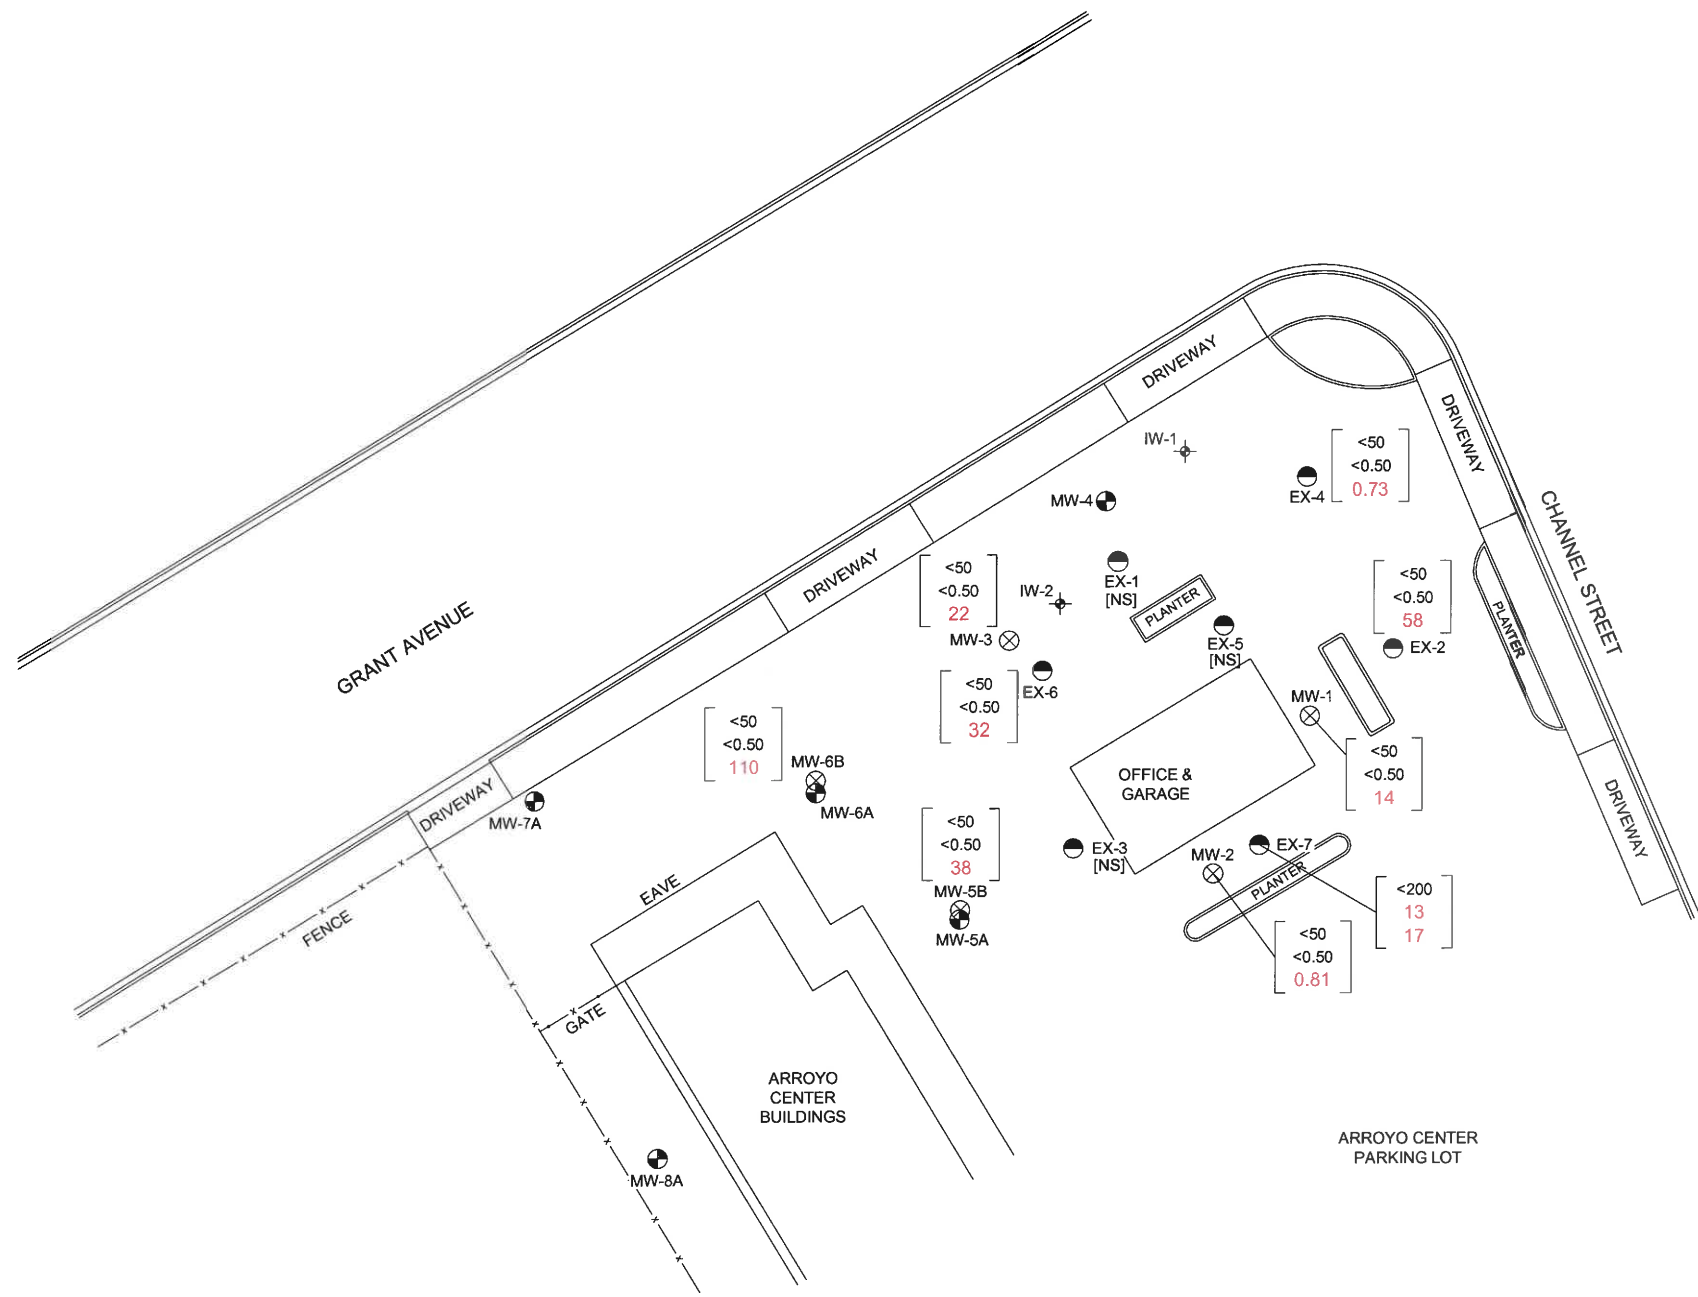 DRIVEWAY
DRIVEWAY
IW-1
<50
<0.50
0.73
EX-4
MW-4
CHANNEL STREET
DRIVEWAY
<50
<0.50
22
IW-2
MW-3
EX-1
[NS]
PLANTER
EX-5
[NS]
<50
<0.50
58
EX-2
PLANTER
GRANT AVENUE
EX-6
<50
<0.50
32
MW-1
<50
<0.50
14
<50
<0.50
110
MW-6B
MW-6A
OFFICE &
GARAGE
DRIVEWAY
DRIVEWAY
MW-7A
<50
<0.50
38
MW-5B
MW-5A
EX-3
[NS]
MW-2
EX-7
PLANTER
<200
13
17
<50
<0.50
0.81
EAVE
FENCE
GATE
ARROYO
CENTER
BUILDINGS
ARROYO CENTER
PARKING LOT
MW-8A